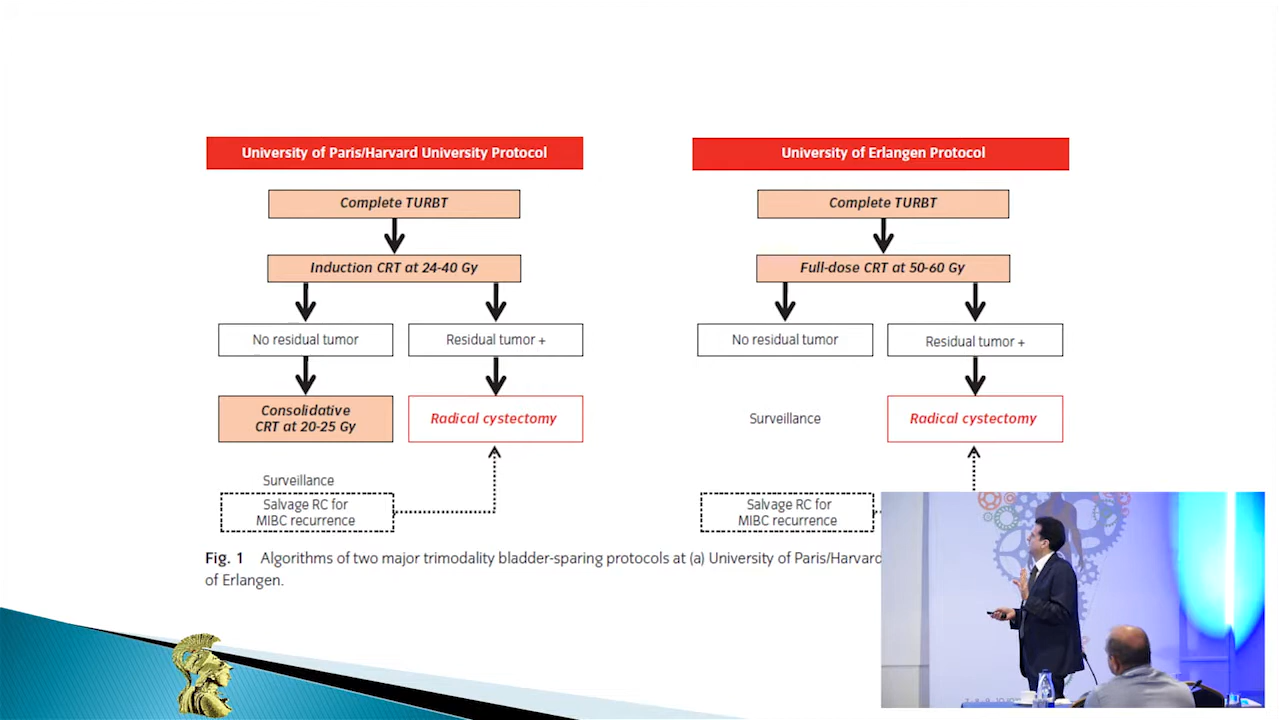 University of Paris/Harvard University Protocol
Complete TURBT
Induction CRT at 24-40 Gy
No residual tumor
Residual tumor +
Consolidative
CRT at 20-25 Gy
Radical cystectomy
Surveillance
Salvage RC for
MIBC recurrence
University of Erlangen Protocol
Complete TURBT
Full-dose CRT at 50-60 Gy
No residual tumor
Residual tumor +
Surveillance
Radical cystectomy
Salvage RC for
MIBC recurrence
Fig. 1 Algorithms of two major trimodality bladder-sparing protocols at (a) University of Paris/Harvard
of Erlangen.